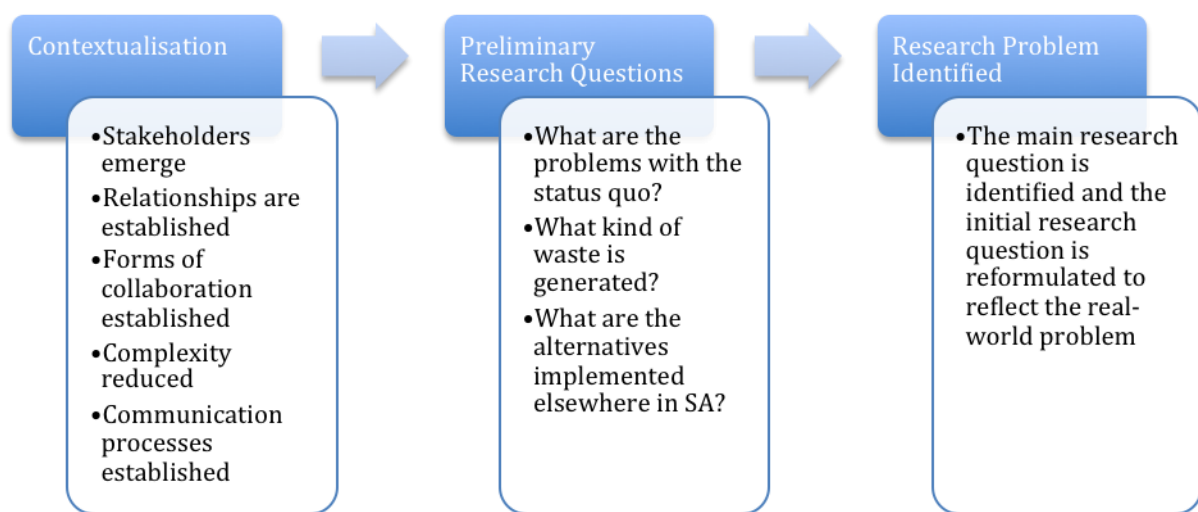 Contextualisation
•Stakeholders
emerge
•Relationships are
established
•Forms of
collaboration
established
•Complexity
reduced
•Communication
processes
established
Preliminary
Research Questions
•What are the
problems with the
status quo?
•What kind of
waste is
generated?
•What are the
alternatives
implemented
elsewhere in SA?
Research Problem
Identified
•The main research
question is
identified and the
initial research
question is
reformulated to
reflect the real-
world problem